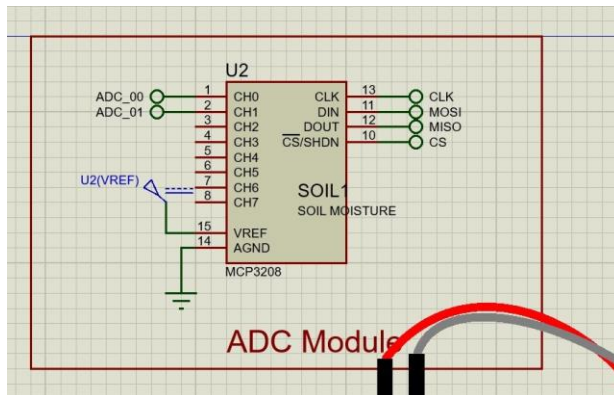 U2
ADC_00 1 CH0 CLK 13 CLK
ADC_01 2 CH1 DIN 11 MOSI
3 CH2 DOUT 12 MISO
4 CH3 CS/SHDN 10 CS
5 CH4
6 CH5
U2(VREF) 7 CH6 SOIL1
8 CH7 SOIL MOISTURE
15 VREF
14 AGND
MCP3208
ADC Module